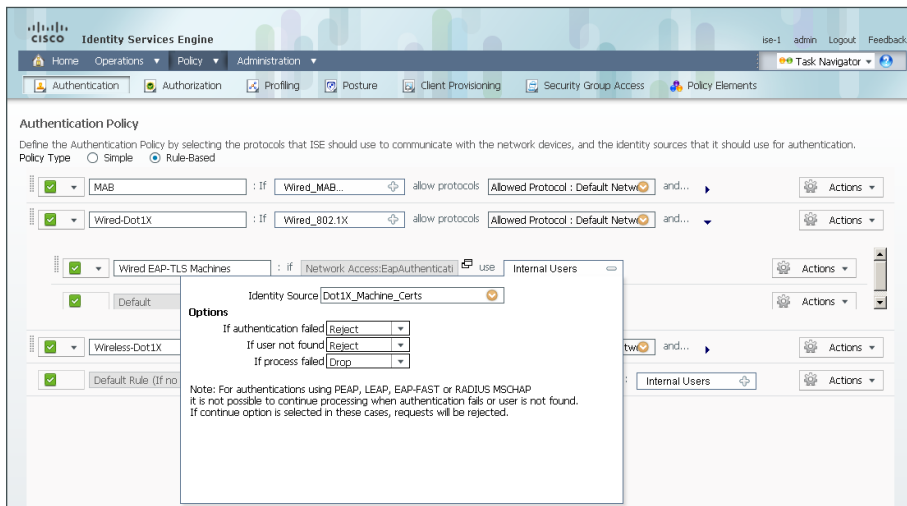 CISCO Identity Services Engine ise-1 admin Logout Feedback
Home Operations Policy Administration Task Navigator ?
Authentication Authorization Profiling Posture Client Provisioning Security Group Access Policy Elements
Authentication Policy
Define the Authentication Policy by selecting the protocols that ISE should use to communicate with the network devices, and the identity sources that it should use for authentication.
Policy Type Simple Rule-Based
MAB : If Wired_MAB... allow protocols Allowed Protocol : Default Netw and... Actions
Wired-Dot1X : If Wired_802.1X allow protocols Allowed Protocol : Default Netw and... Actions
Wired EAP-TLS Machines : if Network Access:EapAuthenticati use Internal Users Actions
Default Actions
Identity Source Dot1X_Machine_Certs
Options
If authentication failed Reject
If user not found Reject
If process failed Drop
Note: For authentications using PEAP, LEAP, EAP-FAST or RADIUS MSCHAP
it is not possible to continue processing when authentication fails or user is not found.
If continue option is selected in these cases, requests will be rejected.
Wireless-Dot1X tw and... Actions
Default Rule (If no : Internal Users Actions